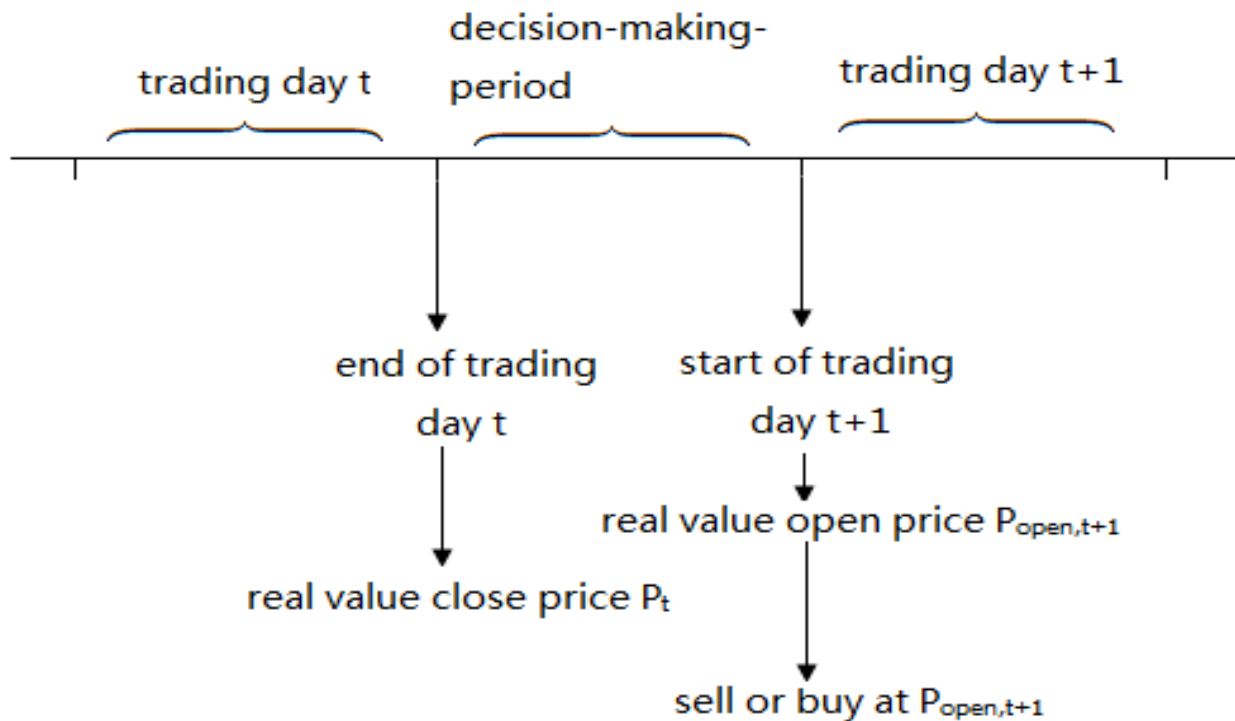 decision-making-
period
trading day t
trading day t+1
end of trading
day t
start of trading
day t+1
real value open price Popen,t+1
real value close price Pt
sell or buy at Popen,t+1